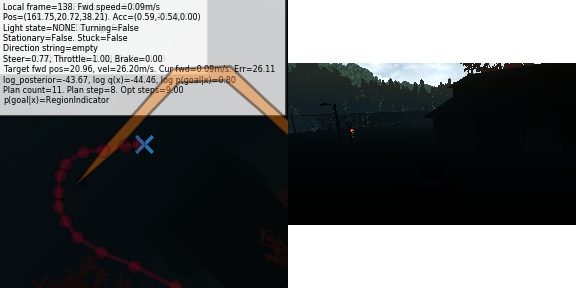 Local frame=138. Fwd speed=0.09m/s
Pos=(161.75,20.72,38.21). Acc=(0.59,-0.54,0.00)
Light state=NONE. Turning=False
Stationary=False. Stuck=False
Direction string=empty
Steer=0.77, Throttle=1.00, Brake=0.00
Target fwd pos=20.96, vel=26.20m/s. Cur fwd=0.09m/s. Err=26.11
log_posterior=-43.67, log q(x)=-44.46, log p(goal|x)=0.80
Plan count=11. Plan step=8. Opt steps=9.00
p(goal|x)=RegionIndicator